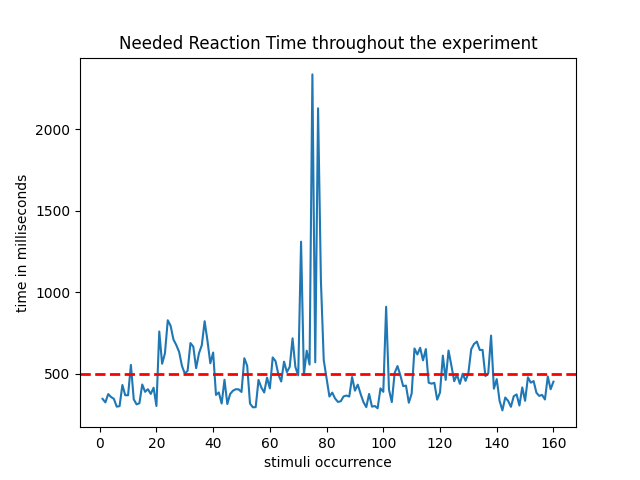 Needed Reaction Time throughout the experiment
time in milliseconds
2000
1500
1000
500
0 20 40 60 80 100 120 140 160
stimuli occurrence